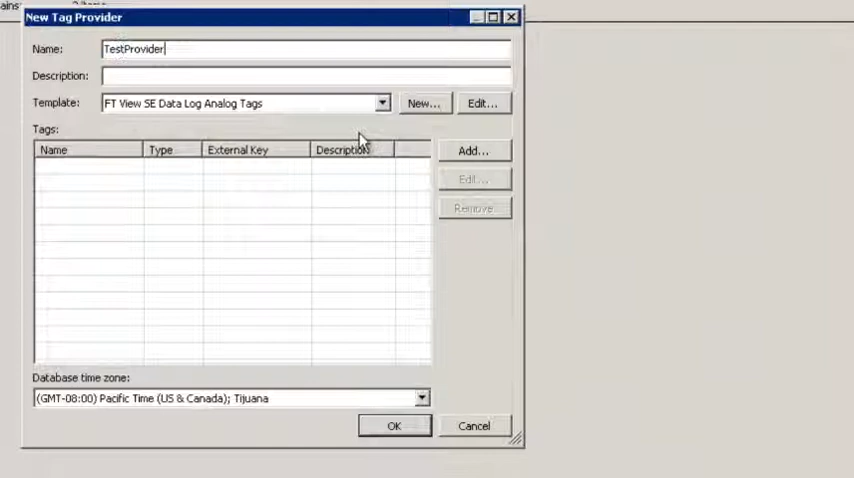 New Tag Provider
Name: TestProvider
Description:
Template: FT View SE Data Log Analog Tags New... Edit...
Tags:
Name Type External Key Description
Add...
Edit...
Remove
Database time zone:
(GMT-08:00) Pacific Time (US & Canada); Tijuana
OK Cancel